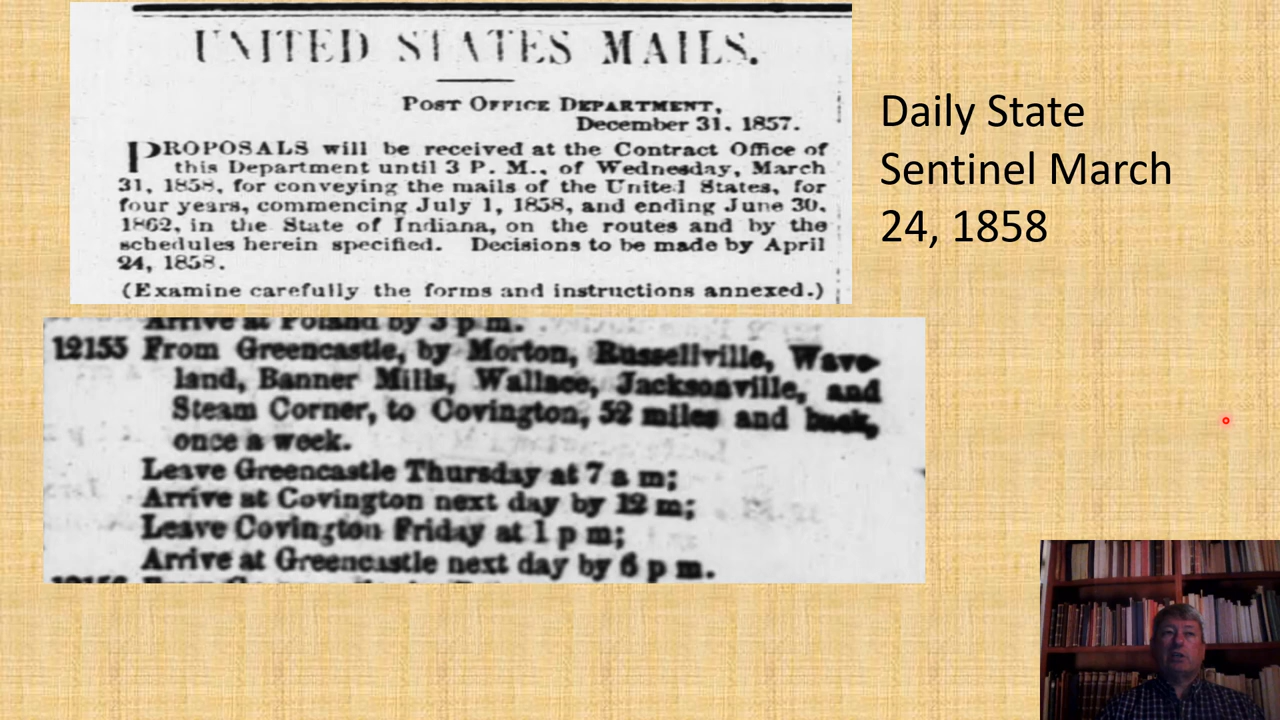 UNITED STATES MAILS.
POST OFFICE DEPARTMENT,
December 31, 1857.
PROPOSALS will be received at the Contract Office of
this Department until 3 P. M., of Wednesday, March
31, 1858, for conveying the mails of the United States, for
four years, commencing July 1, 1858, and ending June 30,
1862, in the State of Indiana, on the routes and by the
schedules herein specified. Decisions to be made by April
24, 1858.
(Examine carefully the forms and instructions annexed.)
Daily State
Sentinel March
24, 1858
Arrive at Poland by 3 p m.
12155 From Greencastle, by Morton, Russellville, Wave-
land, Banner Mills, Wallace, Jacksonville, and
Steam Corner, to Covington, 52 miles and back,
once a week.
Leave Greencastle Thursday at 7 a m;
Arrive at Covington next day by 12 m;
Leave Covington Friday at 1 p m;
Arrive at Greencastle next day by 6 p m.